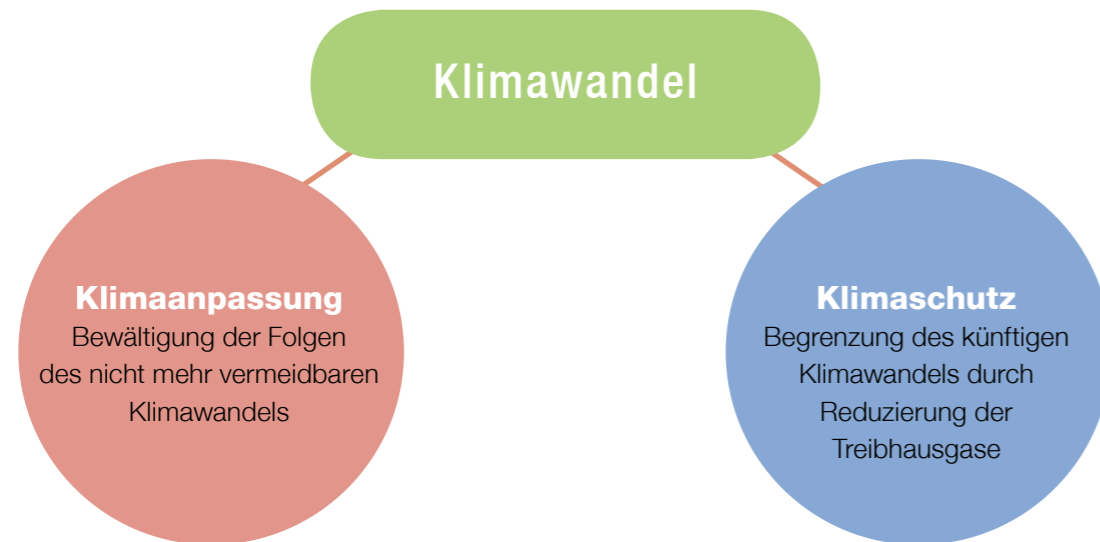 Klimawandel
Klimaanpassung
Bewältigung der Folgen
des nicht mehr vermeidbaren
Klimawandels
Klimaschutz
Begrenzung des künftigen
Klimawandels durch
Reduzierung der
Treibhausgase